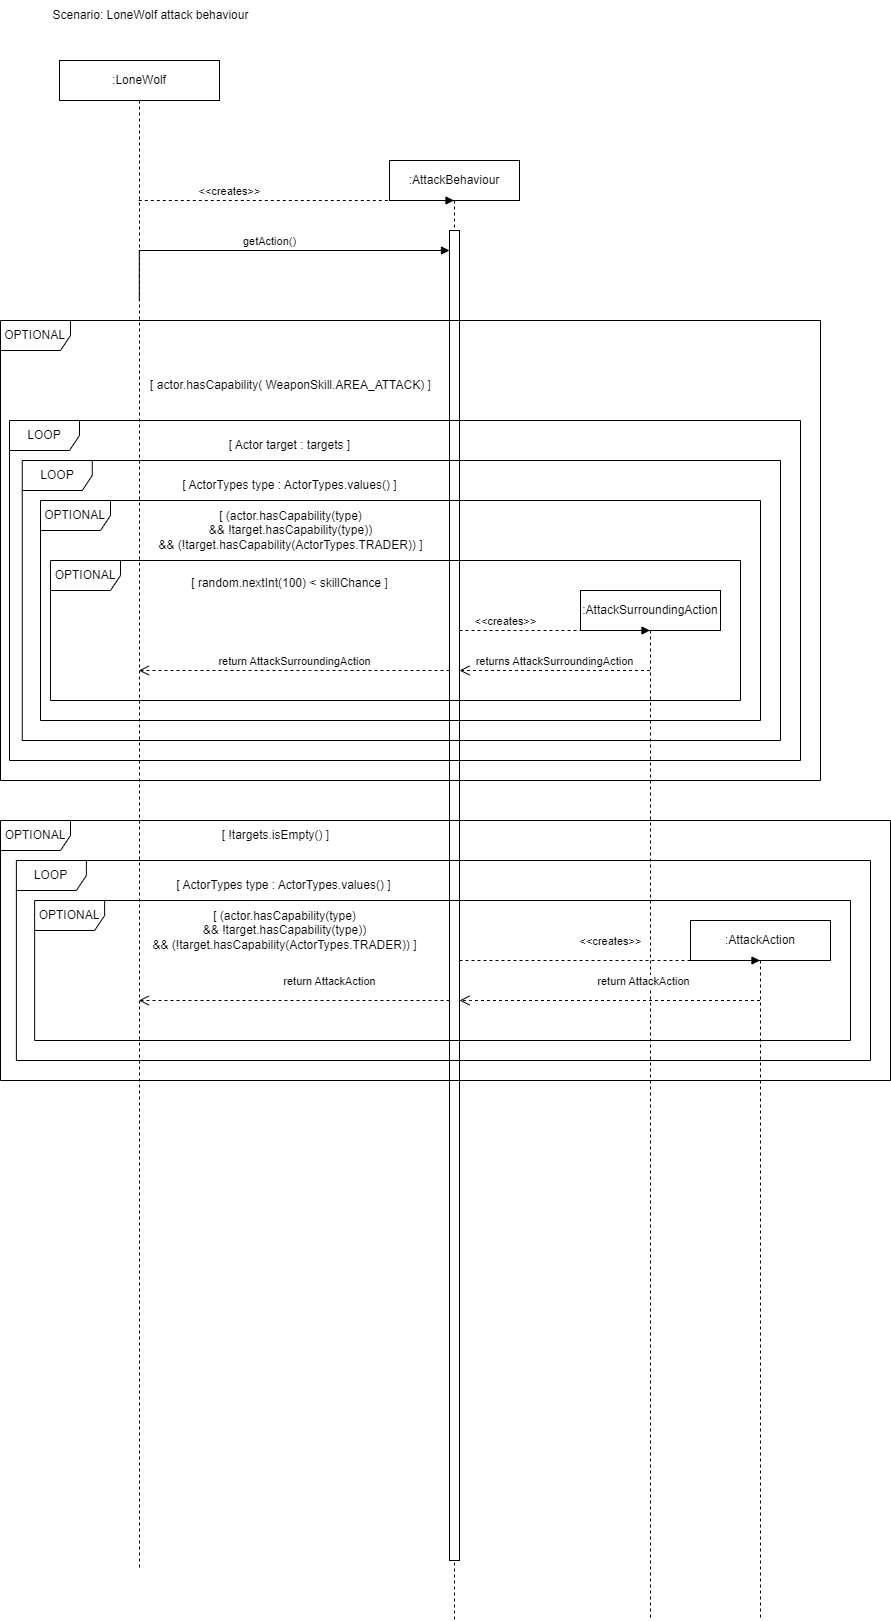 Scenario: LoneWolf attack behaviour
:LoneWolf
:AttackBehaviour
<<creates>>
getAction()
OPTIONAL
[ actor.hasCapability( WeaponSkill.AREA_ATTACK) ]
LOOP
[ Actor target : targets ]
LOOP
[ ActorTypes type : ActorTypes.values() ]
OPTIONAL
[ (actor.hasCapability(type)
&& !target.hasCapability(type))
&& (!target.hasCapability(ActorTypes.TRADER)) ]
OPTIONAL
[ random.nextInt(100) < skillChance ]
:AttackSurroundingAction
<<creates>>
return AttackSurroundingAction
returns AttackSurroundingAction
OPTIONAL
[ !targets.isEmpty() ]
LOOP
[ ActorTypes type : ActorTypes.values() ]
OPTIONAL
[ (actor.hasCapability(type)
&& !target.hasCapability(type))
&& (!target.hasCapability(ActorTypes.TRADER)) ]
<<creates>>
:AttackAction
return AttackAction
return AttackAction